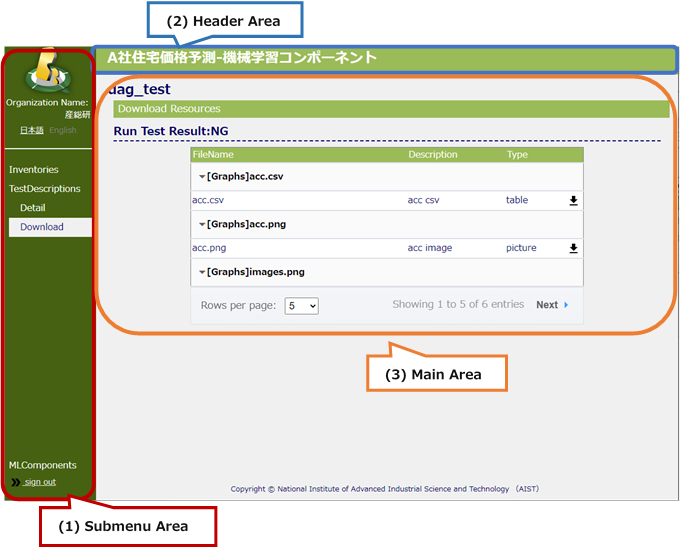 (2) Header Area
A社住宅価格予測-機械学習コンポーネント
Organization Name:
産総研
日本語 English
Inventories
TestDescriptions
Detail
Download
MLComponents
sign out
(1) Submenu Area
dag_test
Download Resources
Run Test Result:NG
FileName Description Type
[Graphs]acc.csv
acc.csv acc csv table
[Graphs]acc.png
acc.png acc image picture
[Graphs]images.png
Rows per page: 5 Showing 1 to 5 of 6 entries Next
(3) Main Area
Copyright © National Institute of Advanced Industrial Science and Technology （AIST）